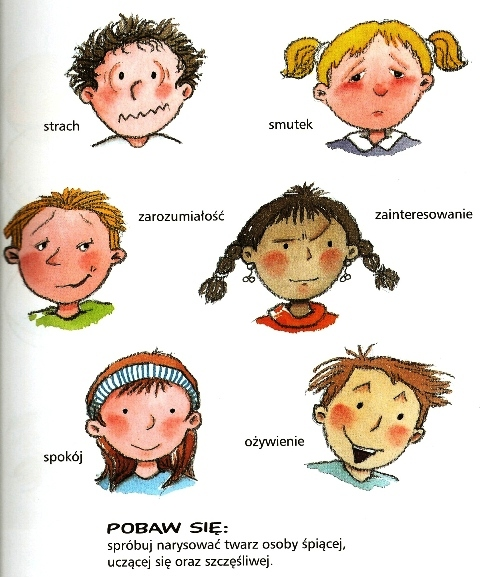 strach
smutek
zarozumiałość
zainteresowanie
spokój
ożywienie
POBAW SIĘ:
spróbuj narysować twarz osoby śpiącej,
uczącej się oraz szczęśliwej.